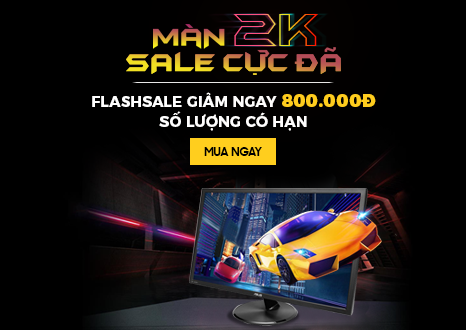 MÀN 2K
SALE CỰC ĐÃ
FLASHSALE GIẢM NGAY 800.000Đ
SỐ LƯỢNG CÓ HẠN
MUA NGAY